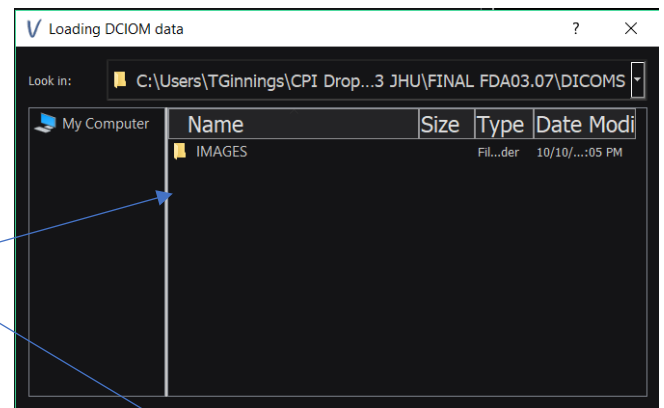 V Loading DCIOM data ? ×
Look in: C:\Users\TGinnings\CPI Drop...3 JHU\FINAL FDA03.07\DICOMS
My Computer
Name Size Type Date Modi
IMAGES Fil...der 10/10/...:05 PM